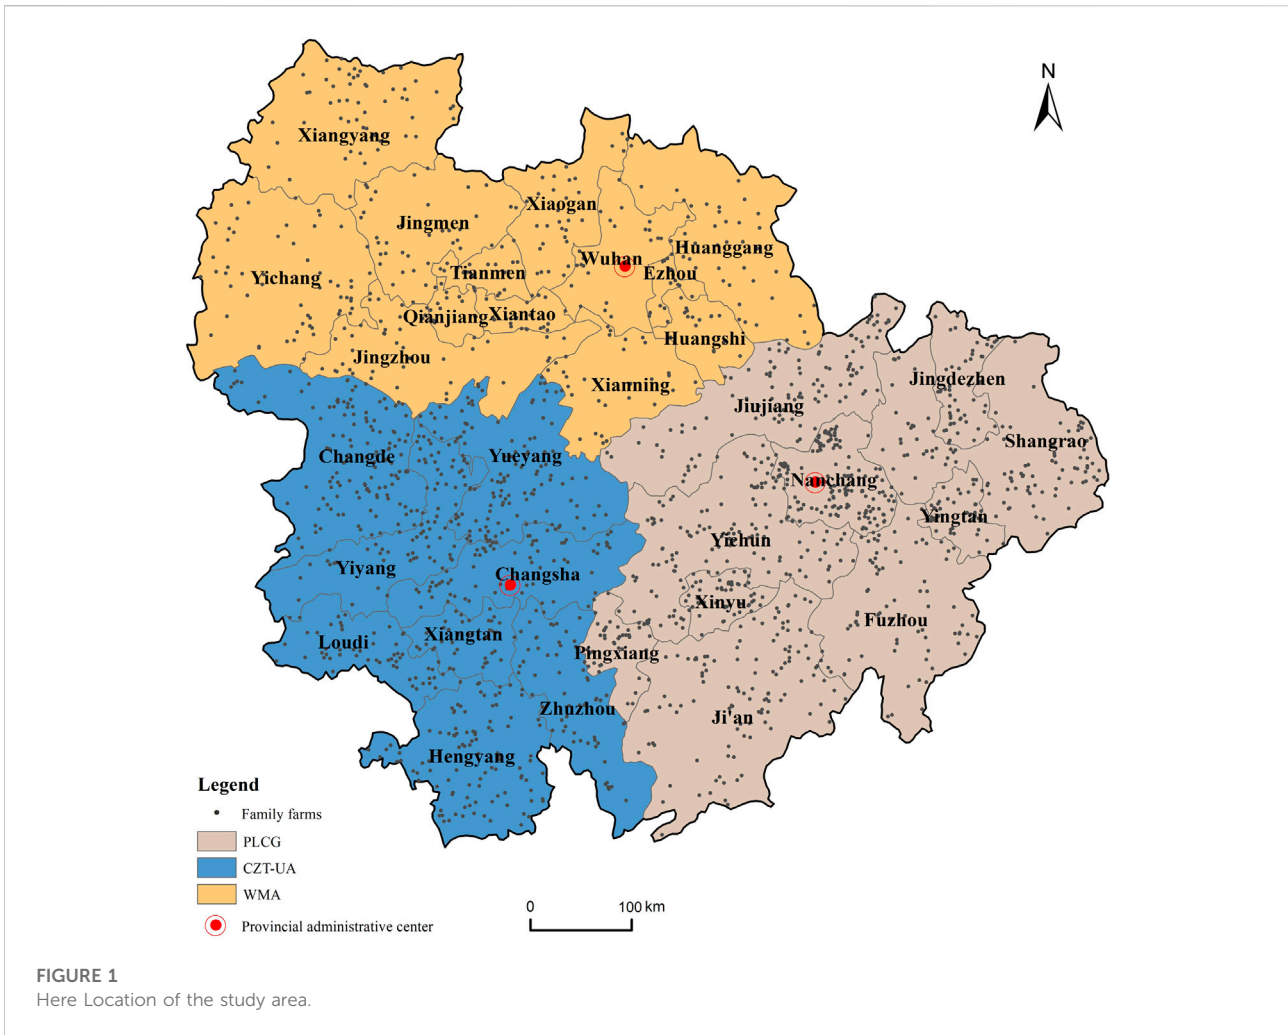 N
Xiangyang
Xiaogan
Jingmen
Huanggang
Wuhan
Tianmen
Ezhou
Yichang
Qianjiang
Xiantao
Huangshi
Jingzhou
Xianning
Jingdezhen
Jiujiang
Shangrao
Changde
Yueyang
Nanchang
Yingtan
Yichun
Yiyang
Changsha
Xinyu
Fuzhou
Loudi
Xiangtan
Pingxiang
Zhuzhou
Ji'an
Hengyang
Legend
Family farms
PLCG
CZT-UA
WMA
Provincial administrative center
0 100 km
FIGURE 1
Here Location of the study area.